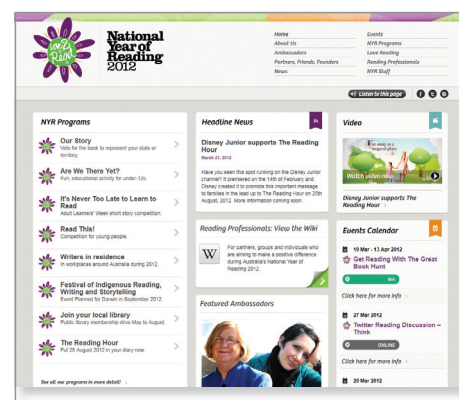 love2
Read
National
Year of
Reading
2012
Home
About Us
Ambassadors
Partners, Friends, Founders
News
Events
NYR Programs
Love Reading
Reading Professionals
NYR Stuff
Listen to this page
NYR Programs
Our Story
Vote for the book to represent your state or
territory.
Are We There Yet?
Fun, educational activity for under-12s.
It's Never Too Late to Learn to
Read
Adult Learners' Week short story competition.
Read This!
Competition for young people.
Writers in residence
In workplaces around Australia during 2012.
Festival of Indigenous Reading,
Writing and Storytelling
Event Planned for Darwin in September 2012.
Join your local library
Public library membership drive May to August.
The Reading Hour
Put 25 August 2012 in your diary now.
See all our programs in more detail!
Headline News
Disney Junior supports The Reading
Hour
March 21, 2012
Have you seen this spot running on the Disney Junior
channel? It premiered on the 14th of February and
Disney created it to promote this important message
to families in the lead up to The Reading Hour on 25th
August, 2012. More information coming soon.
Reading Professionals: View the Wiki
W
For partners, groups and individuals who
are aiming to make a positive difference
during Australia's National Year of
Reading 2012.
Featured Ambassadors
Video
Far away in a
Watch video now
Disney Junior supports The
Reading Hour
Events Calendar
19 Mar - 13 Apr 2012
Get Reading With The Great
Book Hunt
WA
Click here for more info
27 Mar 2012
Twitter Reading Discussion –
Think
ONLINE
Click here for more info
20 Mar 2012